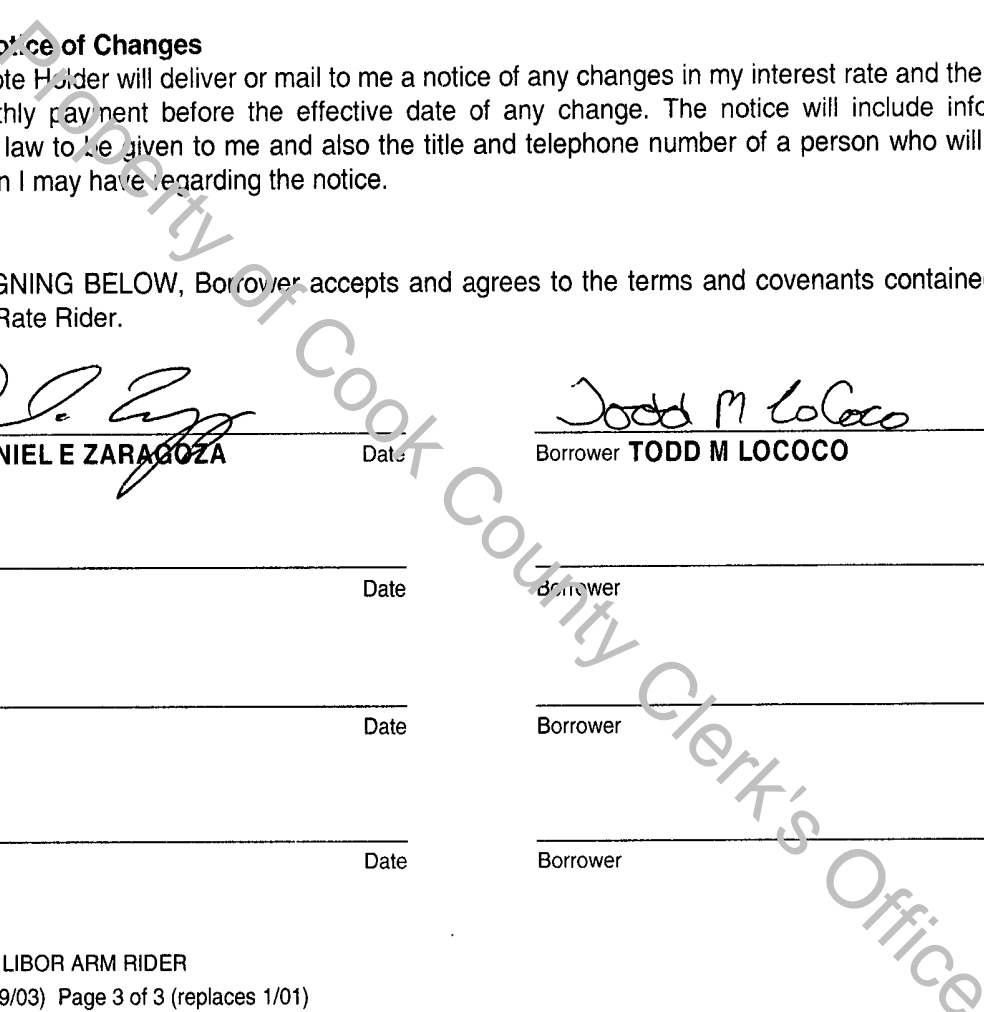 otice of Changes
ote Holder will deliver or mail to me a notice of any changes in my interest rate and the
thly payment before the effective date of any change. The notice will include info
law to be given to me and also the title and telephone number of a person who will
n I may have regarding the notice.
GNING BELOW, Borrower accepts and agrees to the terms and covenants containe
Rate Rider.
Todd M LoCoco
NIEL E ZARAGOZA Date Borrower TODD M LOCOCO
Date Borrower
Date Borrower
Date Borrower
LIBOR ARM RIDER
9/03) Page 3 of 3 (replaces 1/01)
Property of Cook County Clerk's Office